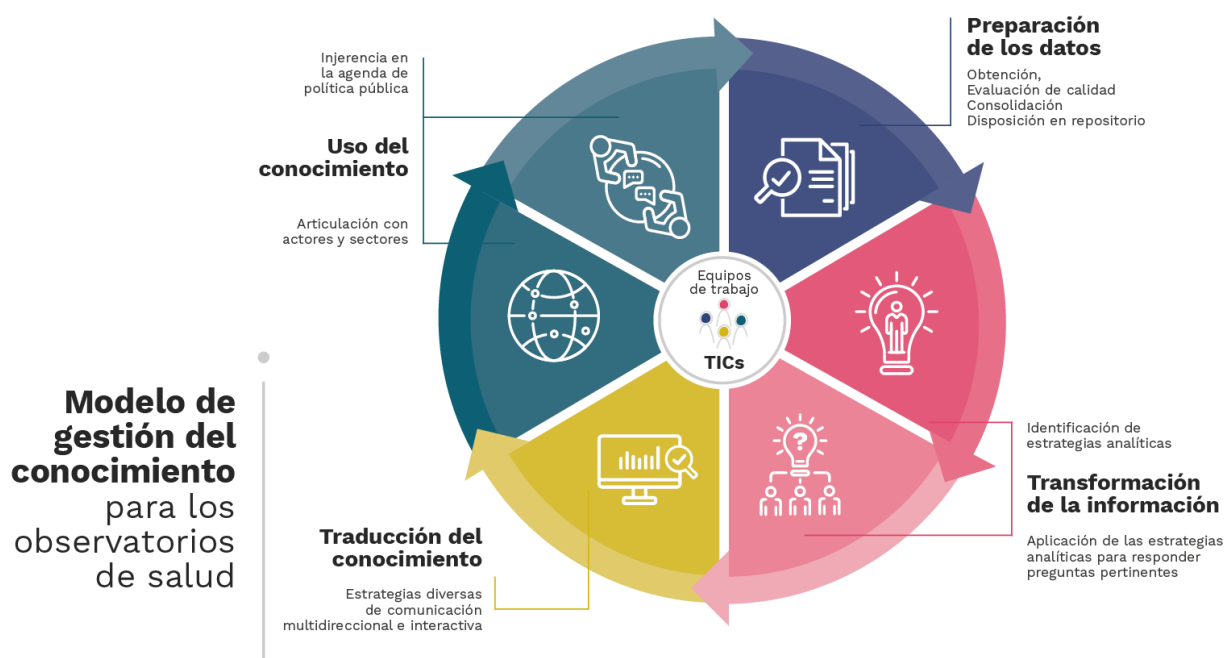 Modelo de
gestión del
conocimiento
para los
observatorios
de salud
Preparación
de los datos
Obtención,
Evaluación de calidad
Consolidación
Disposición en repositorio
Identificación de
estrategias analíticas
Transformación
de la información
Aplicación de las estrategias
analíticas para responder
preguntas pertinentes
Traducción del
conocimiento
Estrategias diversas
de comunicación
multidireccional e interactiva
Injerencia en
la agenda de
política pública
Uso del
conocimiento
Articulación con
actores y sectores
Equipos
de trabajo
TICs
?